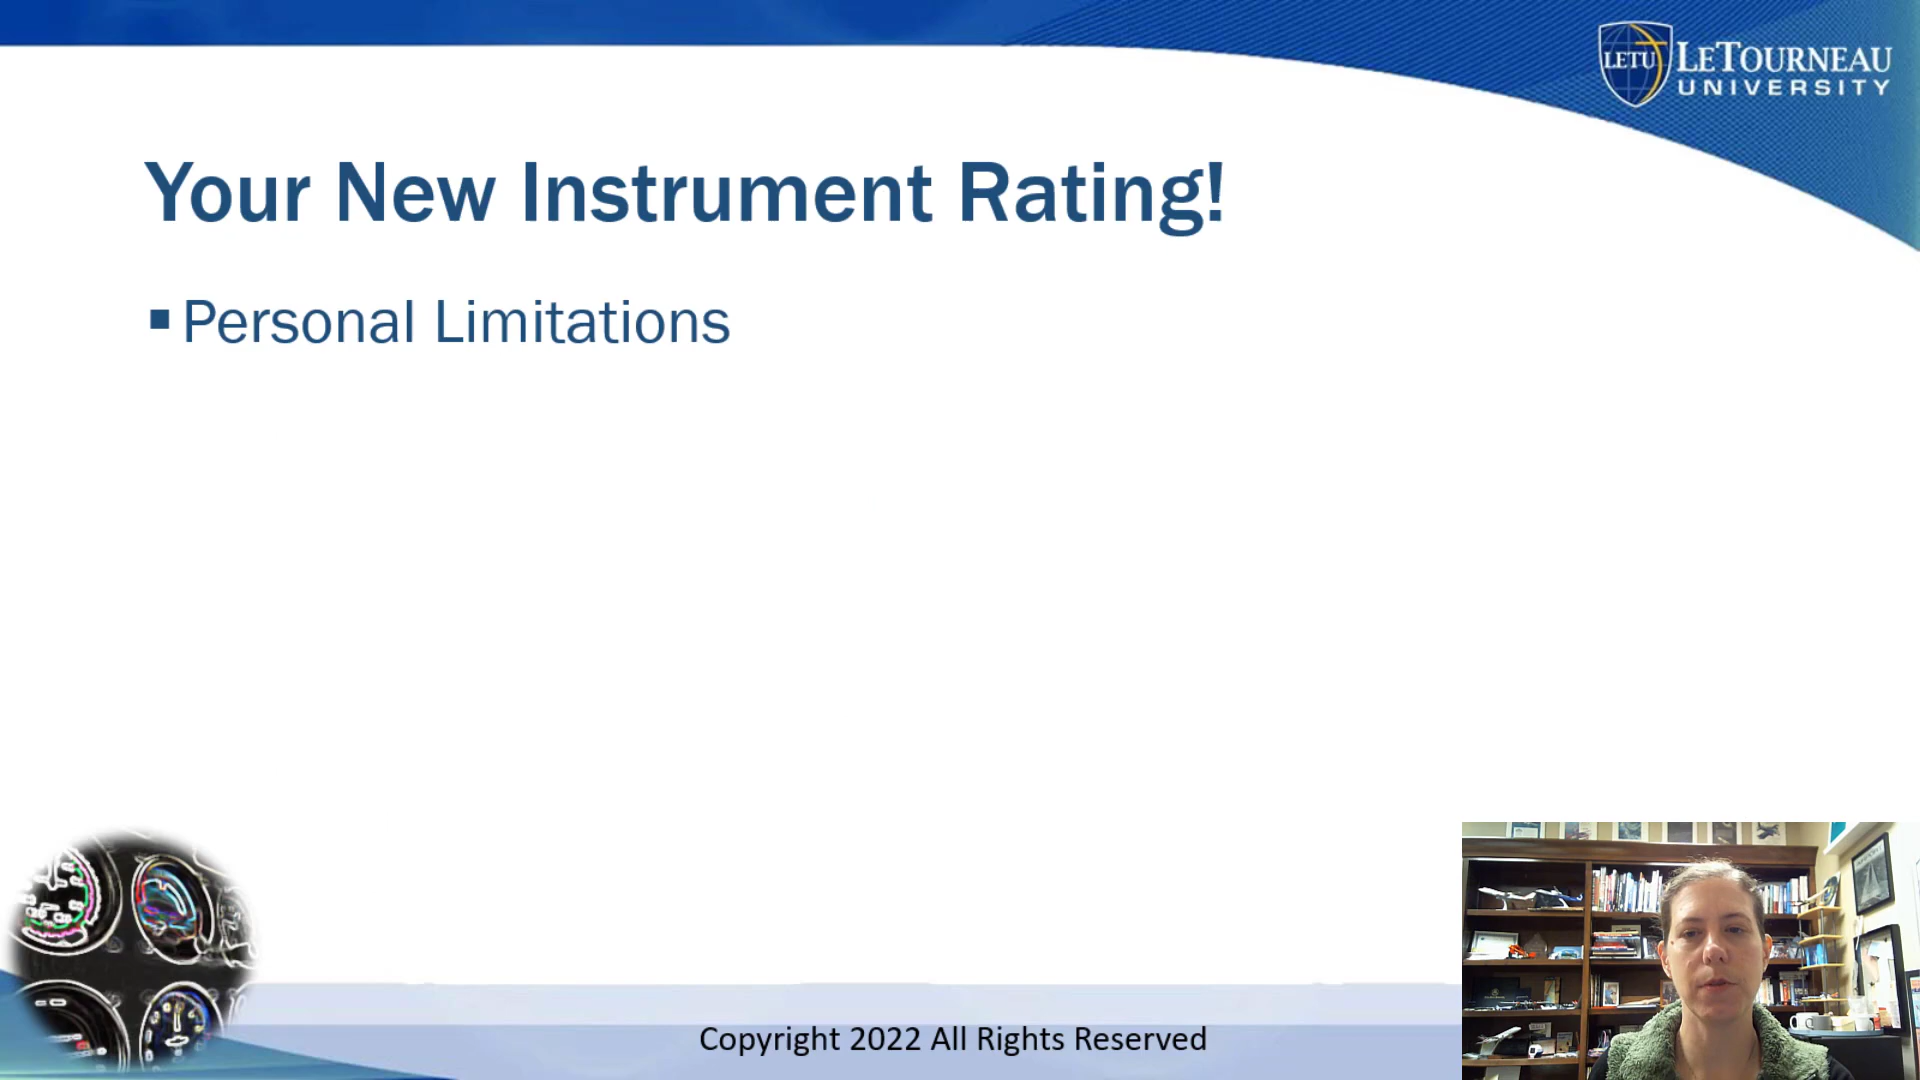 LETU LETOURNEAU
UNIVERSITY
Your New Instrument Rating!
▪ Personal Limitations
Copyright 2022 All Rights Reserved